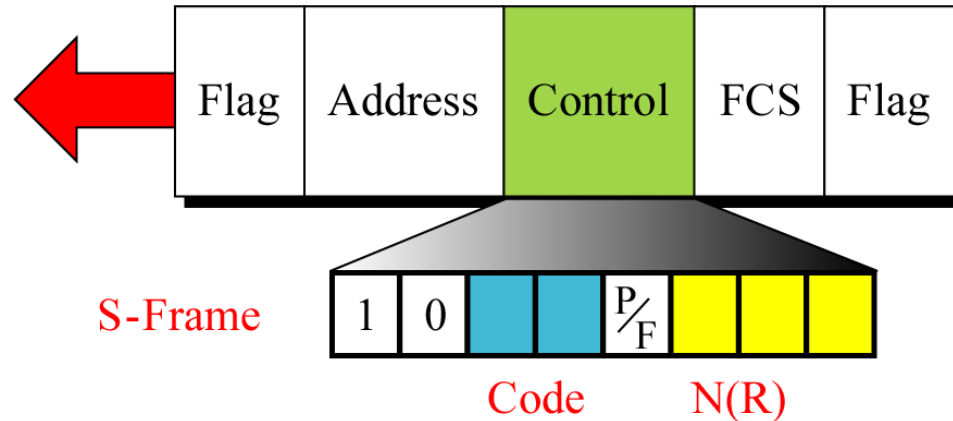 Flag Address Control FCS Flag
S-Frame 1 0 P/F
Code N(R)